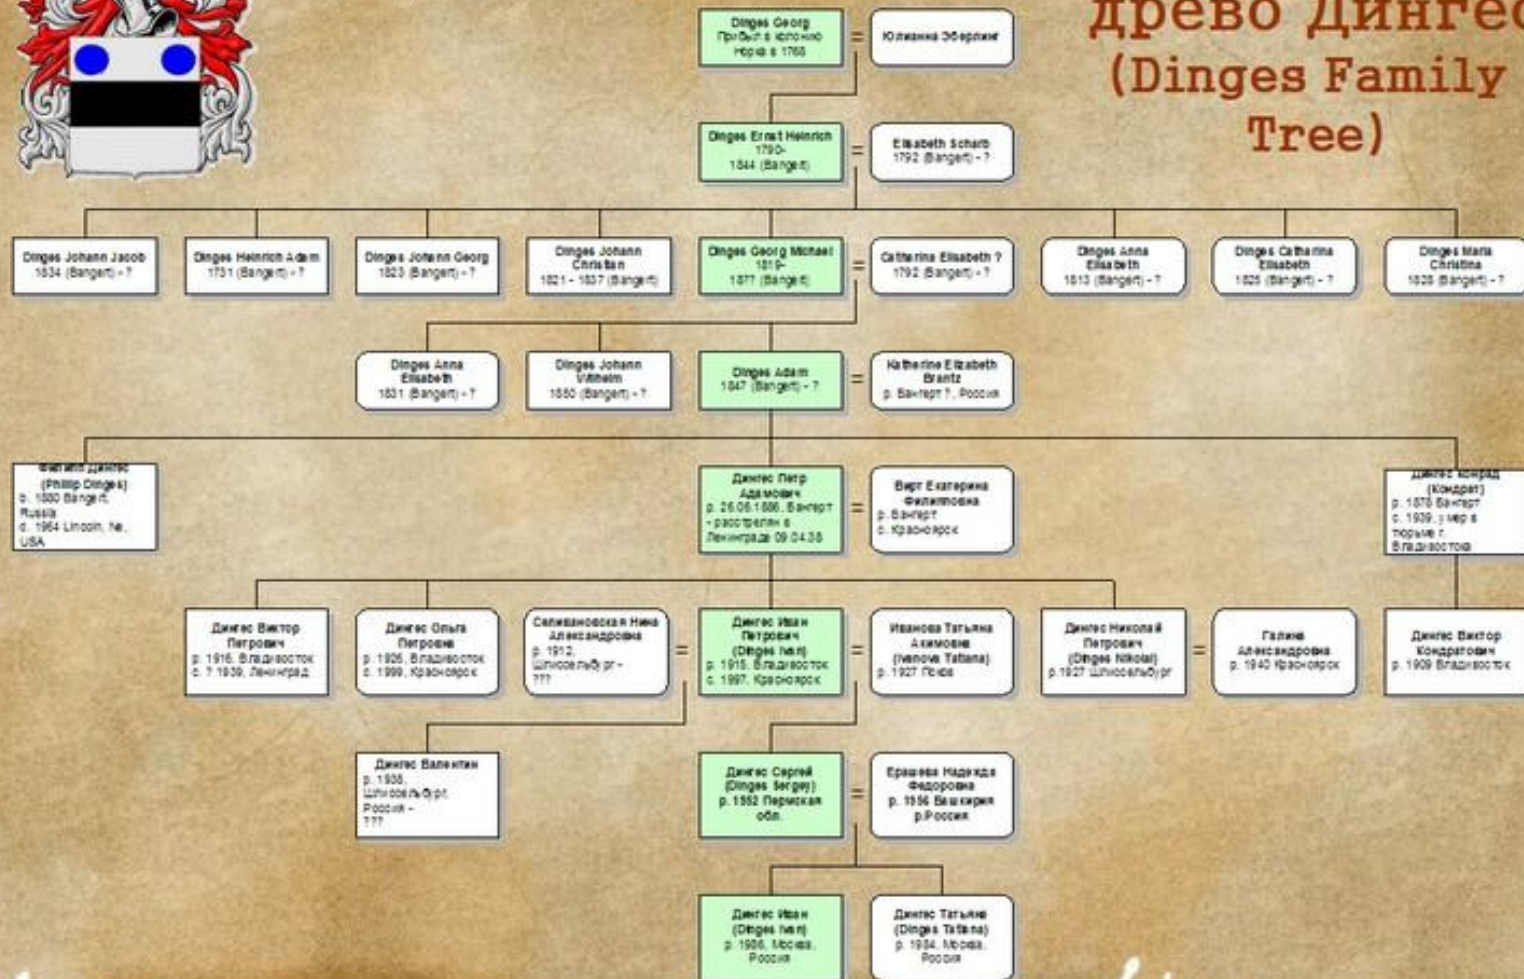 древо Дингес
(Dinges Family
Tree)
Dinges Georg
Прибыл в колонию
Норка в 1768
Юлианна Эберлинг
Dinges Ernst Heinrich
1790-
1844 (Bangert)
Elisabeth Scharb
1792 (Bangert) - ?
Dinges Johann Jacob
1834 (Bangert) - ?
Dinges Heinrich Adam
1731 (Bangert) - ?
Dinges Johann Georg
1823 (Bangert) - ?
Dinges Johann
Christian
1821 - 1837 (Bangert)
Dinges Georg Michael
1819-
1877 (Bangert)
Catharina Elisabeth ?
1792 (Bangert) - ?
Dinges Anna
Elisabeth
1813 (Bangert) - ?
Dinges Catharina
Elisabeth
1825 (Bangert) - ?
Dinges Maria
Christina
1828 (Bangert) - ?
Dinges Anna
Elisabeth
1831 (Bangert) - ?
Dinges Johann
Wilhelm
1850 (Bangert) - ?
Dinges Adam
1847 (Bangert) - ?
Katherine Elizabeth
Brantz
р. Бангерт ?, Россия
Филипп Дингес
(Phillip Dinges)
b. 1880 Bangert,
Russia
d. 1964 Lincoln, Ne,
USA
Дингес Петр
Адамович
р. 26.05.1886, Бангерт
- расстрелян в
Ленинграде 09.04.38
Вирт Екатерина
Филипповна
р. Бангерт
с. Красноярск
Дингес Конрад
(Кондрат)
р. 1878 Бангерт
с. 1939, умер в
тюрьме г.
Владивостока
Дингес Виктор
Петрович
р. 1916, Владивосток
с. ? 1939, Ленинград
Дингес Ольга
Петровна
р. 1926, Владивосток
с. 1999, Красноярск
Селивановская Нина
Александровна
р. 1912,
Шлиссельбург -
???
Дингес Иван
Петрович
(Dinges Ivan)
р. 1915, Владивосток
с. 1997, Красноярск
Иванова Татьяна
Акимовна
(Ivanova Tatiana)
р. 1927 Псков
Дингес Николай
Петрович
(Dinges Nikolai)
р.1927 Шлиссельбург
Галина
Александровна
р. 1940 Красноярск
Дингес Виктор
Кондратович
р. 1909 Владивосток
Дингес Валентин
р. 1938,
Шлиссельбург,
Россия -
???
Дингес Сергей
(Dinges Sergey)
р. 1952 Пермская
обл.
Ерашева Надежда
Федоровна
р. 1956 Башкирия
р.Россия
Дингес Иван
(Dinges Ivan)
р. 1986, Москва,
Россия
Дингес Татьяна
(Dinges Tatiana)
р. 1984, Москва,
Россия